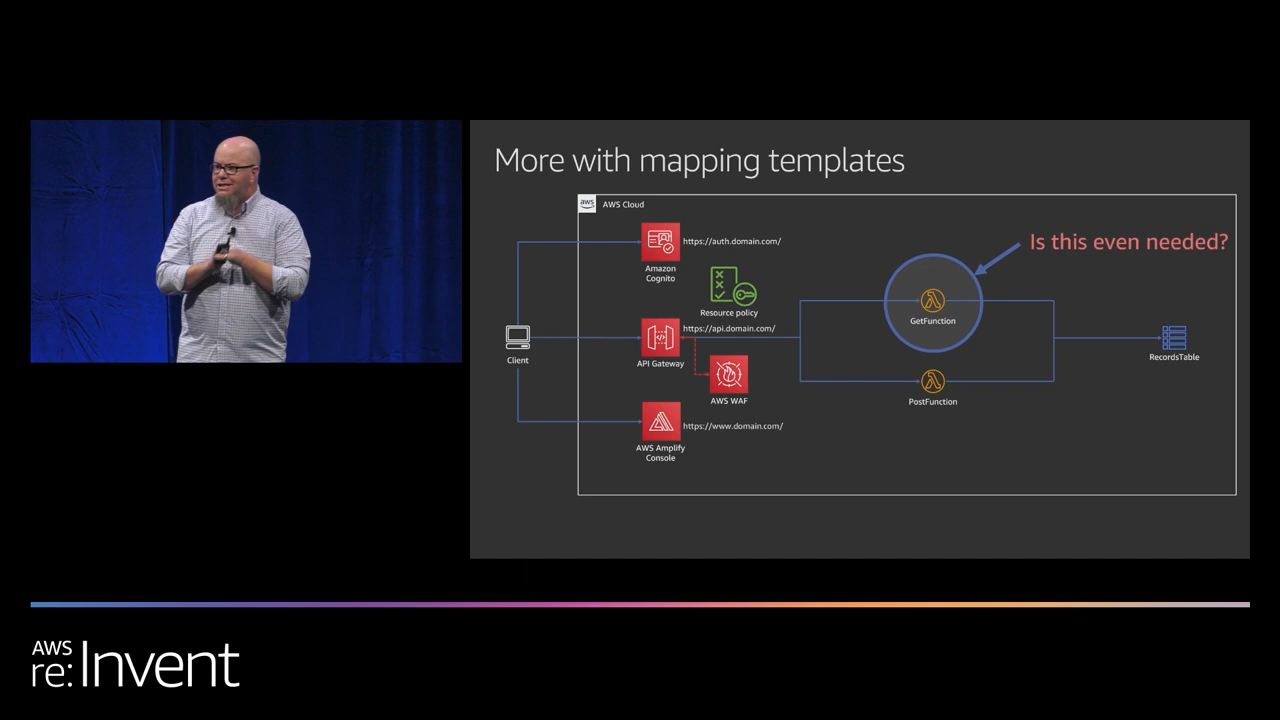 More with mapping templates
aws
AWS Cloud
https://auth.domain.com/
Amazon
Cognito
Is this even needed?
Resource policy
GetFunction
https://api.domain.com/
Client
API Gateway
RecordsTable
AWS WAF
PostFunction
https://www.domain.com/
AWS Amplify
Console
AWS
re:Invent